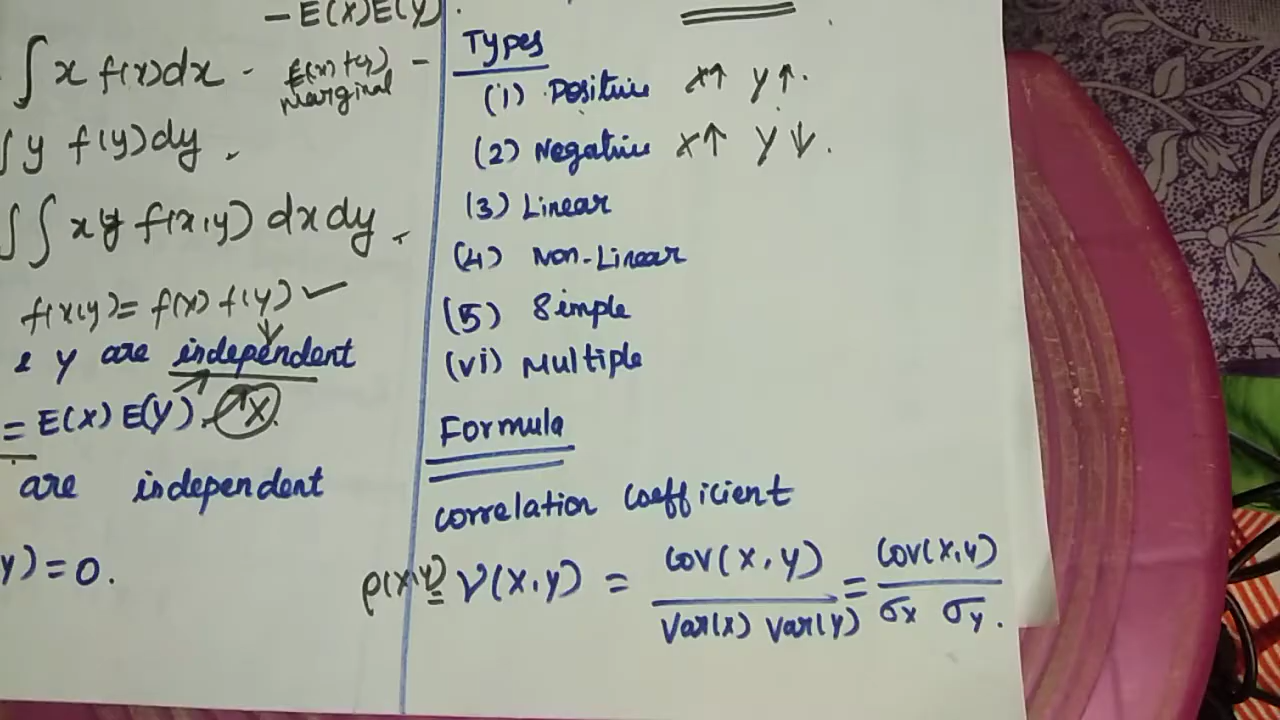 - E(X)E(Y).
∫ x f(x)dx - E(x) + (y) -
marginal
∫ y f(y)dy.
∫ ∫ xy f(x,y) dx dy.
f(x,y) = f(x) f(y) ✓
& y are independent
= E(X) E(Y)
are independent
y) = 0.
Types
(1) Positive X↑ Y↑.
(2) Negative X↑ Y↓.
(3) Linear
(4) Non-Linear
(5) Simple
(vi) Multiple
Formula
correlation coefficient
ρ(x,y) = γ(X,Y) = Cov(X,Y) / Var(X) Var(Y) = Cov(X,Y) / σx σy.